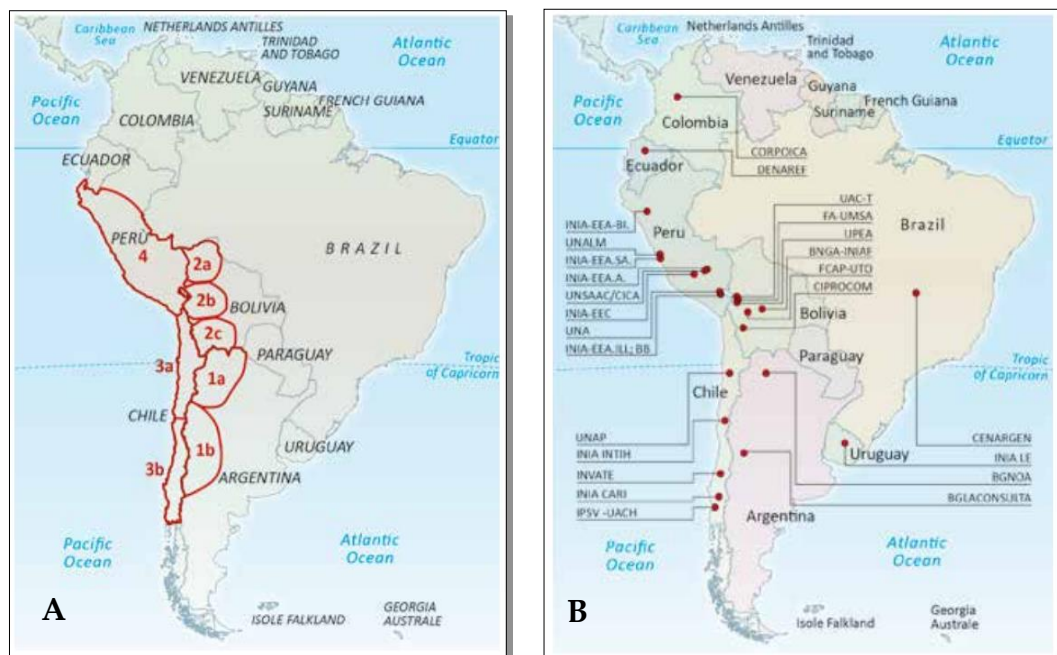 Caribbean
Sea
NETHERLANDS ANTILLES
TRINIDAD
AND TOBAGO
Atlantic
Ocean
VENEZUELA
GUYANA
FRENCH GUIANA
SURINAME
Pacific
Ocean
COLOMBIA
Equator
ECUADOR
PERÙ
4
BRAZIL
2a
2b
BOLIVIA
2c
PARAGUAY
3a
1a
Tropic
of Capricorn
CHILE
1b
URUGUAY
3b
ARGENTINA
Pacific
Ocean
Atlantic
Ocean
A
ISOLE FALKLAND
GEORGIA
AUSTRALE
Caribbean
Sea
Netherlands Antilles
Trinidad
and Tobago
Atlantic
Ocean
Venezuela
Guyana
French Guiana
Suriname
Pacific
Ocean
Colombia
Equator
CORPOICA
Ecuador
DENAREF
UAC-T
FA-UMSA
INIA-EEA-BI.
UPEA
Brazil
Peru
UNALM
BNGA-INIAF
INIA-EEA.SA.
FCAP-UTO
INIA-EEA.A.
CIPROCOM
UNSAAC/CICA
INIA-EEC
Bolivia
UNA
INIA-EEA.ILL; BB.
Paraguay
Tropic
of Capricorn
Chile
UNAP
CENARGEN
INIA INTIH
Uruguay
INIA LE
INVATE
BGNOA
INIA CARI
BGLACONSULTA
IPSV -UACH
Argentina
Pacific
Ocean
Atlantic
Ocean
B
Isole Falkland
Georgia
Australe